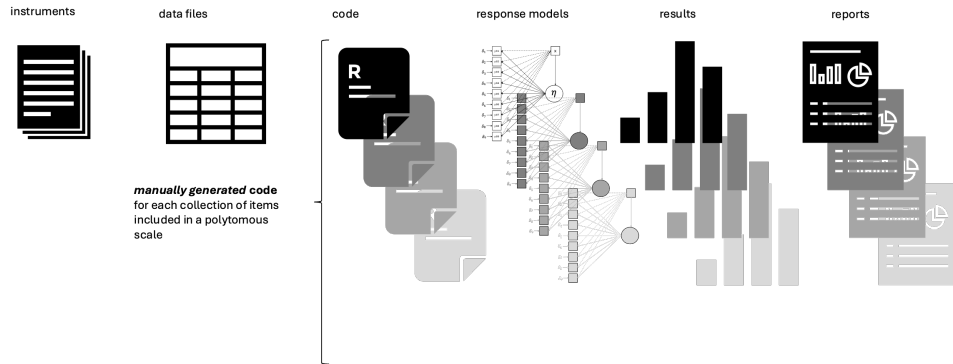 instruments
data files
code
response models
results
reports
R
η
manually generated code
for each collection of items
included in a polytomous
scale